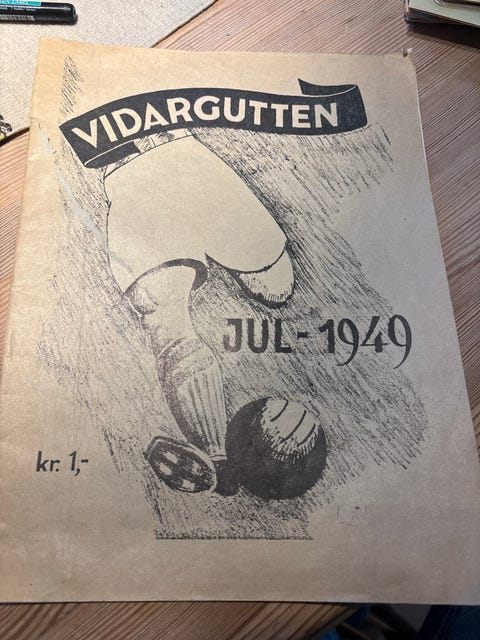 VIDARGUTTEN
JUL-1949
kr. 1,-